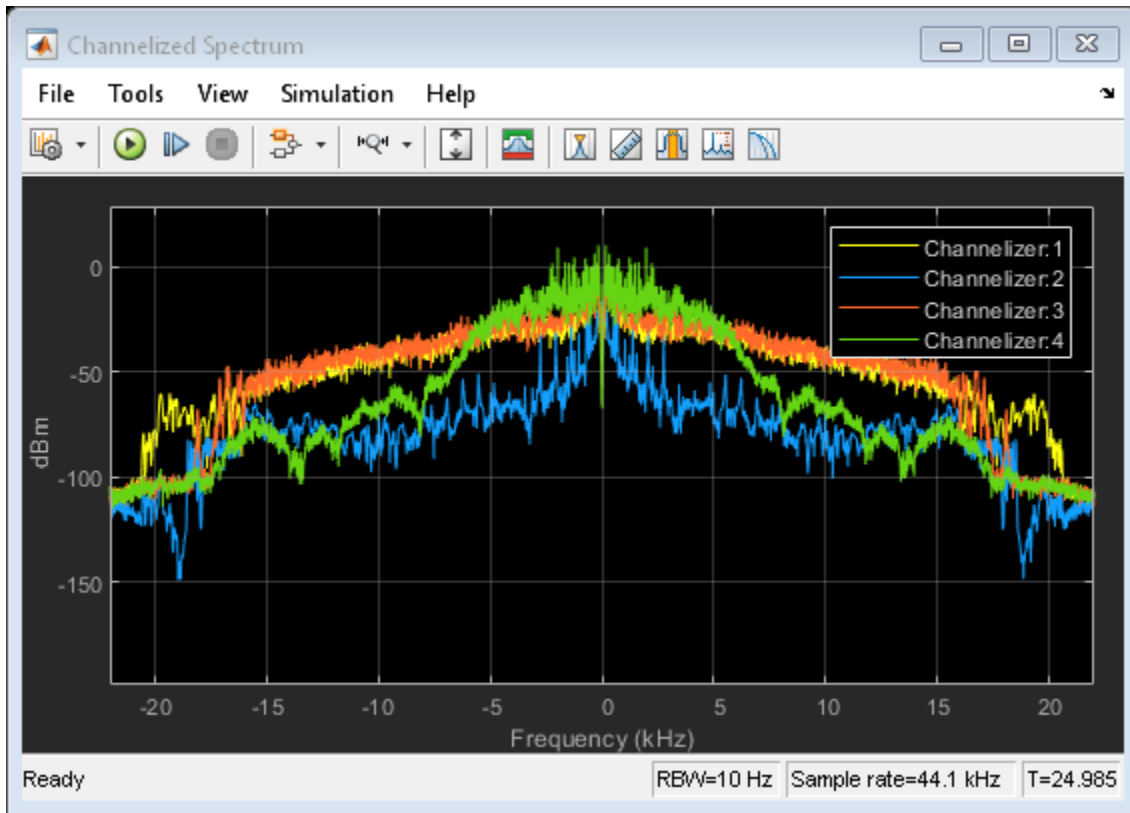 Channelized Spectrum
File Tools View Simulation Help
Channelizer:1
Channelizer:2
Channelizer:3
Channelizer:4
0
-50
-100
-150
dBm
-20 -15 -10 -5 0 5 10 15 20
Frequency (kHz)
Ready RBW=10 Hz Sample rate=44.1 kHz T=24.985